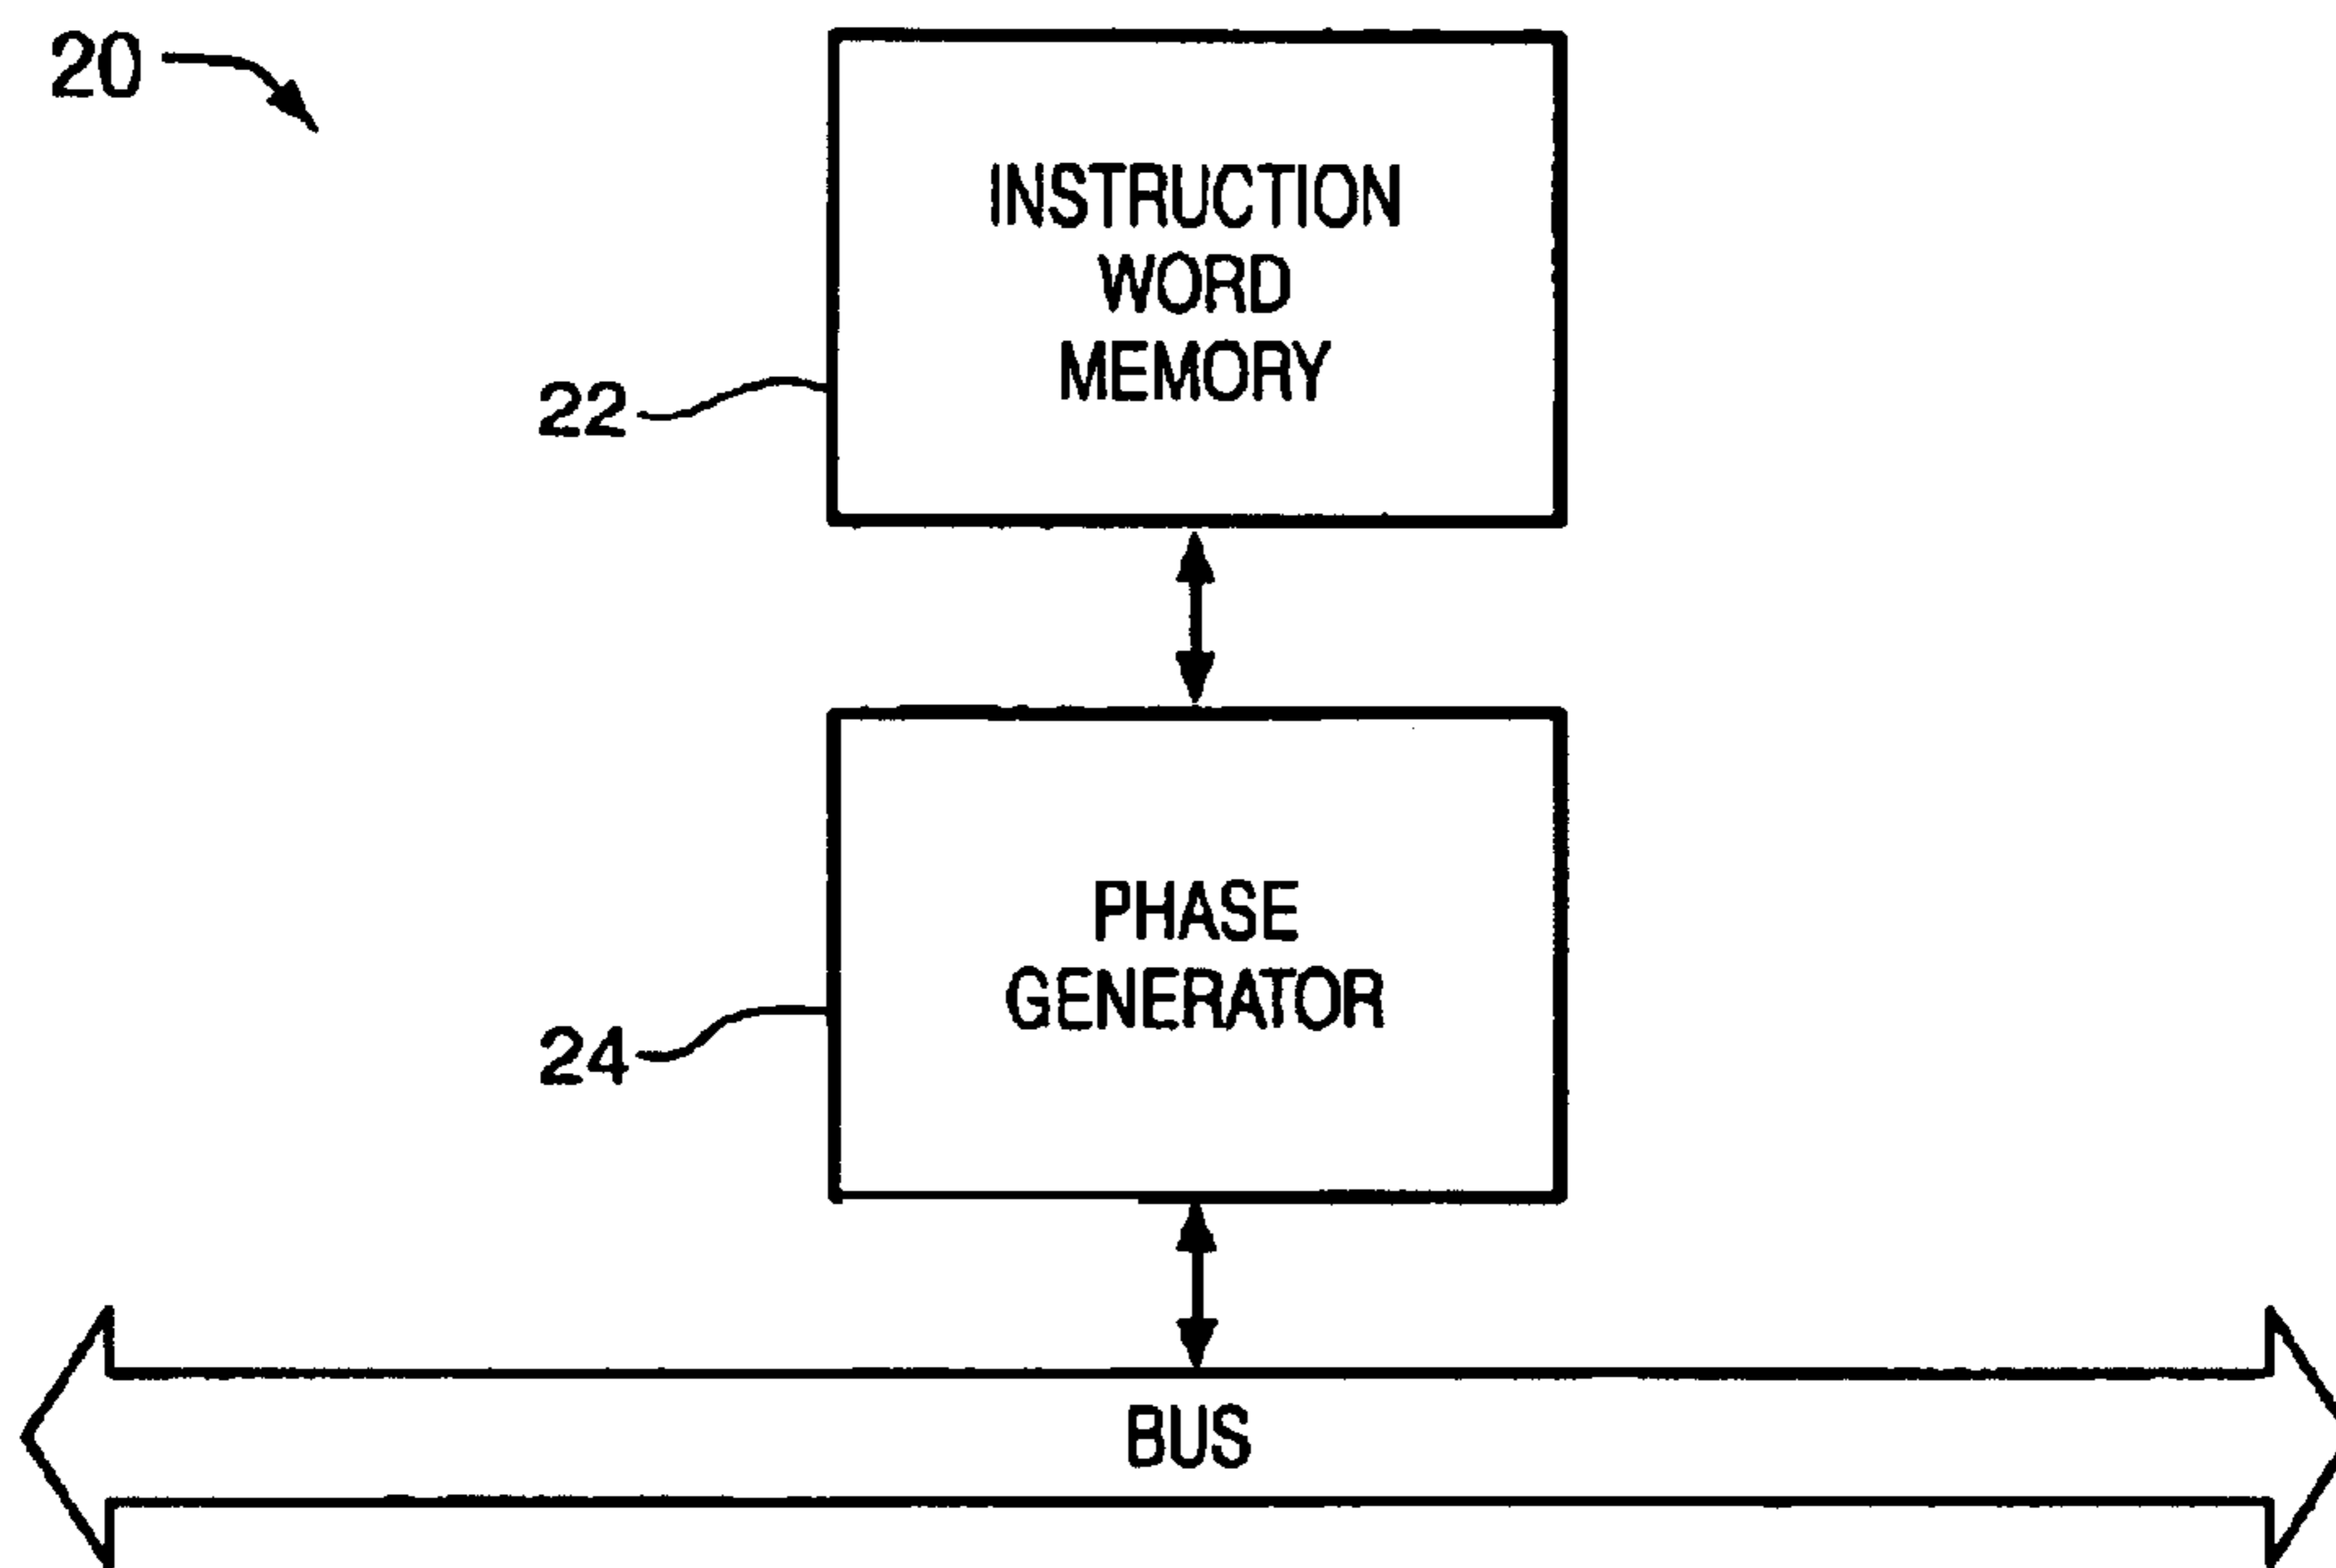 20
INSTRUCTION
WORD
MEMORY
22
PHASE
GENERATOR
24
BUS